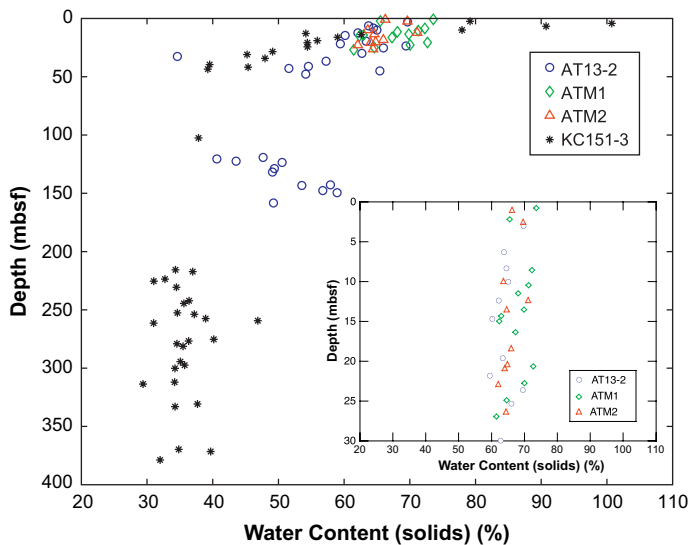 0
50
100
150
200
250
300
350
400
Depth (mbsf)
20 30 40 50 60 70 80 90 100 110
Water Content (solids) (%)
AT13-2
ATM1
ATM2
KC151-3
0
5
10
15
20
25
30
Depth (mbsf)
20 30 40 50 60 70 80 90 100 110
Water Content (solids) (%)
AT13-2
ATM1
ATM2